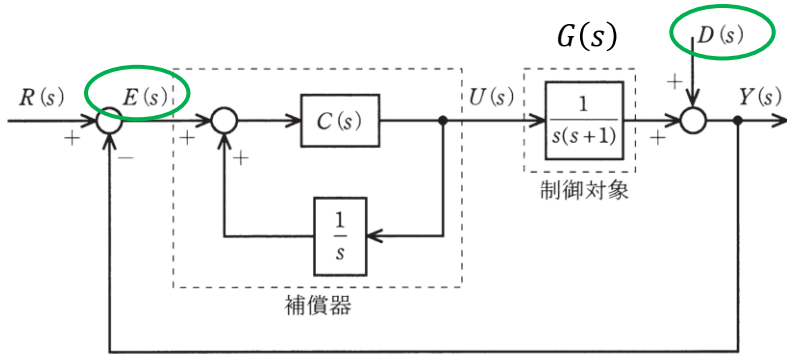 G(s)
D(s)
R(s)
E(s)
C(s)
U(s)
1
s(s+1)
Y(s)
+
−
+
+
+
+
1
s
制御対象
補償器